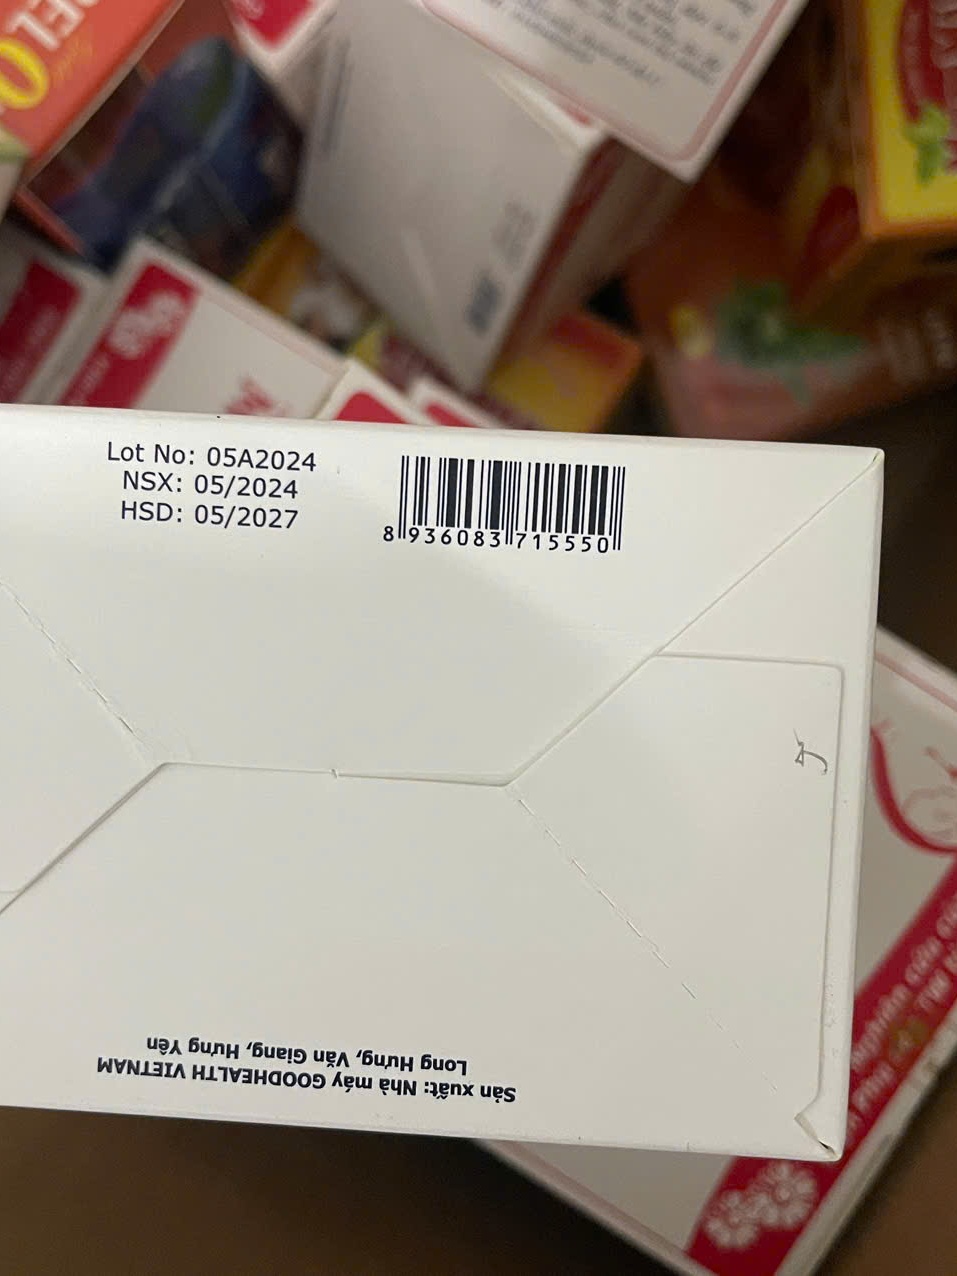 Lot No: 05A2024
NSX: 05/2024
HSD: 05/2027
8 936083 715550
Sản xuất: Nhà máy GOODHEALTH VIETNAM
Long Hưng, Văn Giang, Hưng Yên